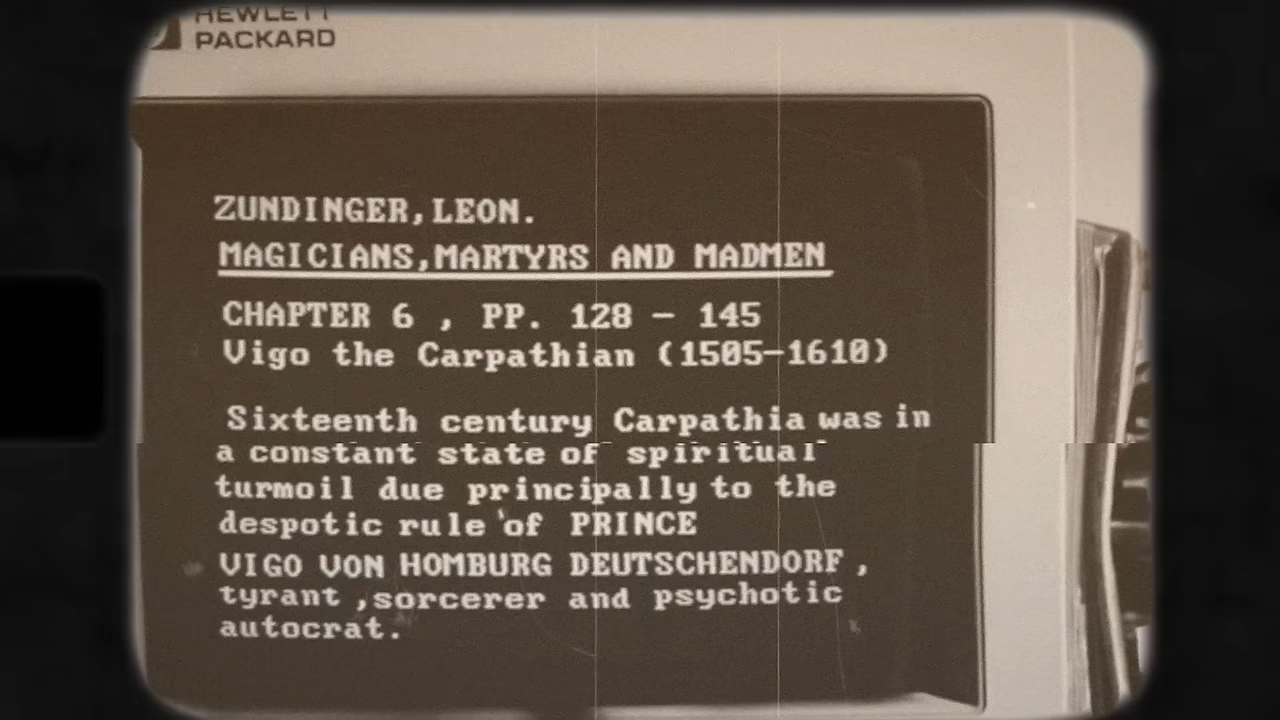 HEWLETT
PACKARD
ZUNDINGER, LEON.
MAGICIANS, MARTYRS AND MADMEN
CHAPTER 6 , PP. 128 - 145
Vigo the Carpathian (1505-1610)
Sixteenth century Carpathia was in
a constant state of spiritual
turmoil due principally to the
despotic rule of PRINCE
VIGO VON HOMBURG DEUTSCHENDORF ,
tyrant ,sorcerer and psychotic
autocrat.